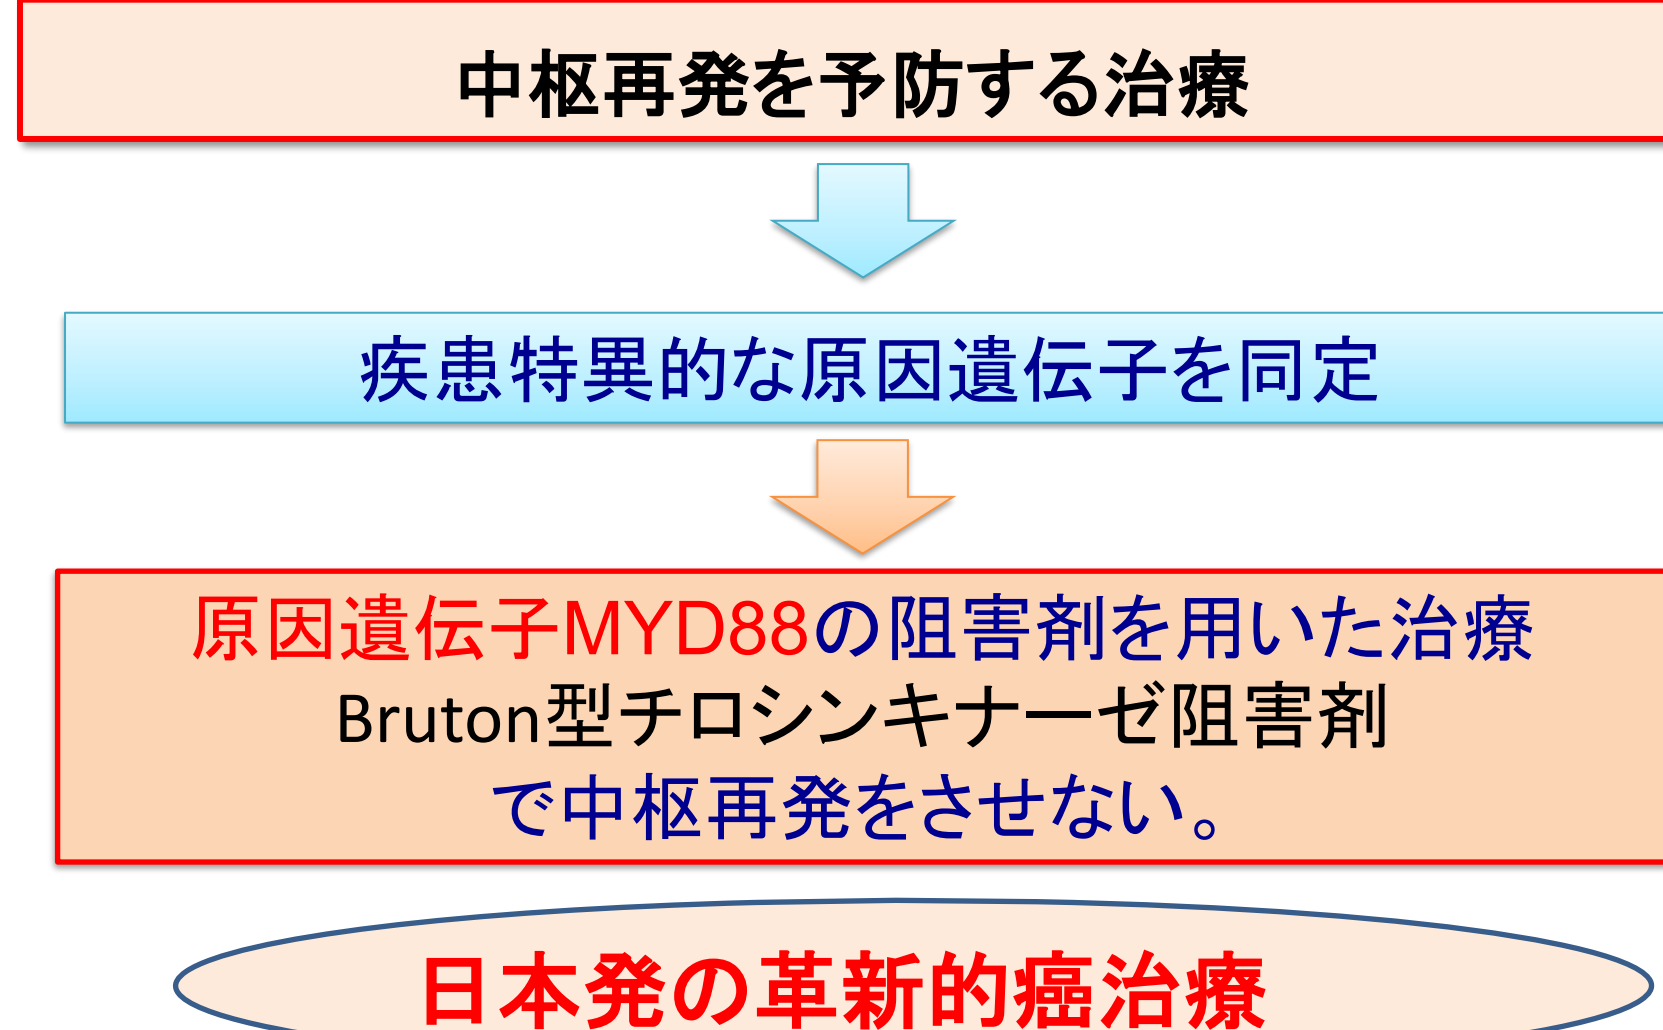 中枢再発を予防する治療
疾患特異的な原因遺伝子を同定
原因遺伝子MYD88の阻害剤を用いた治療
Bruton型チロシンキナーゼ阻害剤
で中枢再発をさせない。
日本発の革新的癌治療